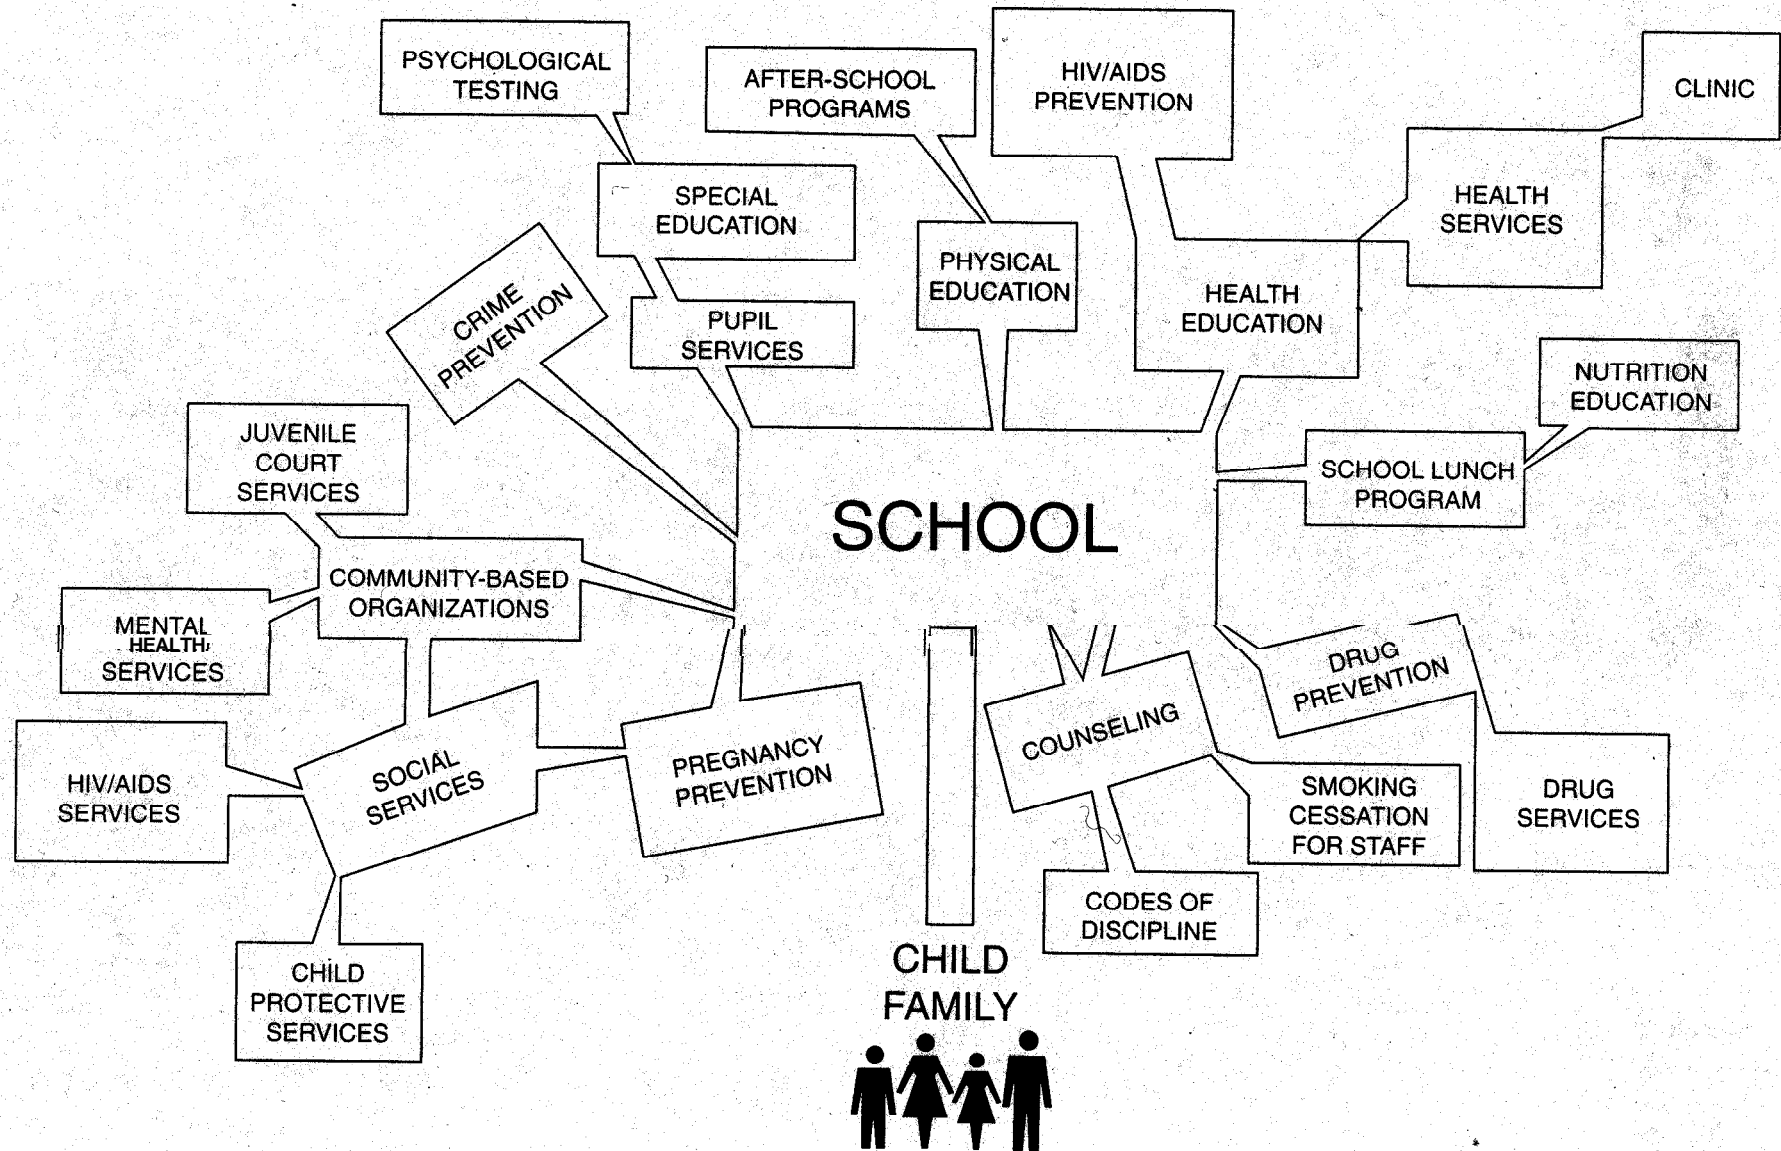 PSYCHOLOGICAL
TESTING
AFTER-SCHOOL
PROGRAMS
HIV/AIDS
PREVENTION
CLINIC
SPECIAL
EDUCATION
HEALTH
SERVICES
PHYSICAL
EDUCATION
HEALTH
EDUCATION
CRIME
PREVENTION
PUPIL
SERVICES
NUTRITION
EDUCATION
JUVENILE
COURT
SERVICES
SCHOOL LUNCH
PROGRAM
SCHOOL
COMMUNITY-BASED
ORGANIZATIONS
MENTAL
HEALTH
SERVICES
DRUG
PREVENTION
COUNSELING
PREGNANCY
PREVENTION
SOCIAL
SERVICES
HIV/AIDS
SERVICES
SMOKING
CESSATION
FOR STAFF
DRUG
SERVICES
CODES OF
DISCIPLINE
CHILD
FAMILY
CHILD
PROTECTIVE
SERVICES